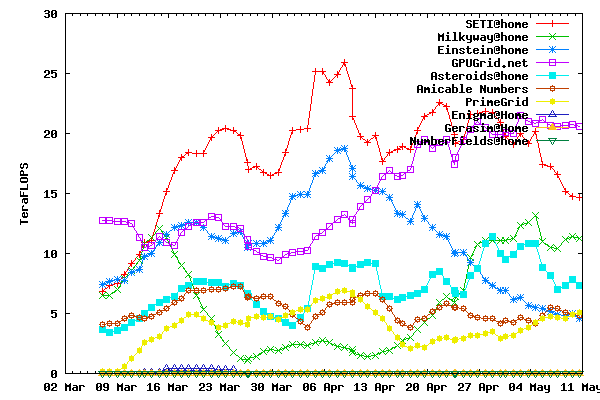 30
25
20
15
10
5
0
TeraFLOPS
SETI@home
Milkyway@home
Einstein@home
GPUGrid,net
Asteroids@home
Amicable Numbers
PrimeGrid
Enigma@Home
Gerasim@Home
NumberFields@home
02 Mar 09 Mar 16 Mar 23 Mar 30 Mar 06 Apr 13 Apr 20 Apr 27 Apr 04 May 11 May